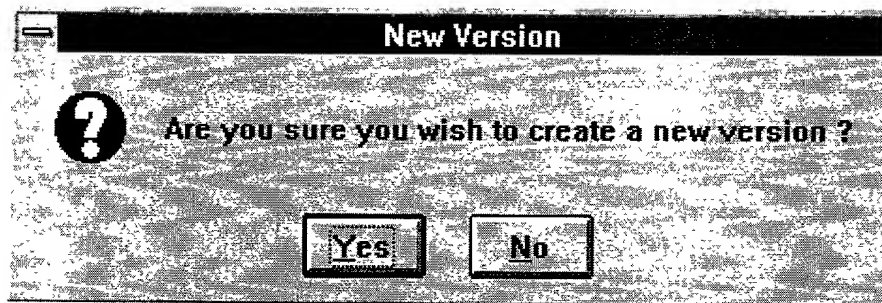 New Version
Are you sure you wish to create a new version ?
Yes
No